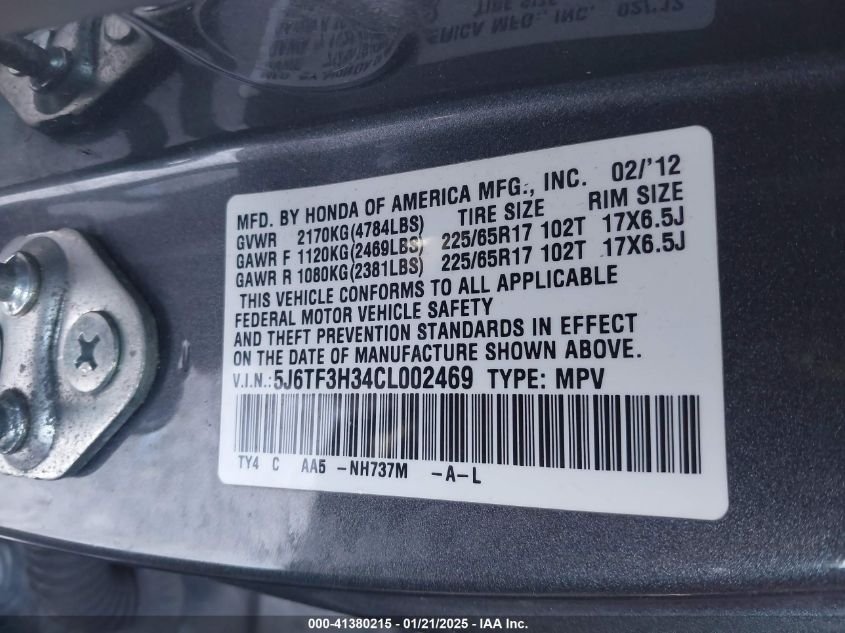 MFD. BY HONDA OF AMERICA MFG., INC. 02/'12
GVWR 2170KG(4784LBS) TIRE SIZE RIM SIZE
GAWR F 1120KG(2469LBS) 225/65R17 102T 17X6.5J
GAWR R 1080KG(2381LBS) 225/65R17 102T 17X6.5J
THIS VEHICLE CONFORMS TO ALL APPLICABLE
FEDERAL MOTOR VEHICLE SAFETY
AND THEFT PREVENTION STANDARDS IN EFFECT
ON THE DATE OF MANUFACTURE SHOWN ABOVE.
V.I.N.: 5J6TF3H34CL002469 TYPE: MPV
TY4 C AA5 -NH737M -A-L
000-41380215 - 01/21/2025 - IAA Inc.